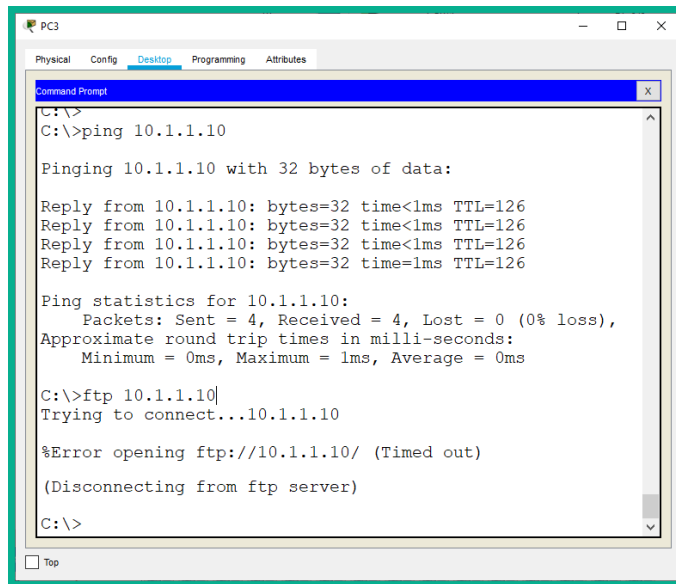 PC3
Physical Config Desktop Programming Attributes
Command Prompt
X
C:\>
C:\>ping 10.1.1.10
Pinging 10.1.1.10 with 32 bytes of data:
Reply from 10.1.1.10: bytes=32 time<1ms TTL=126
Reply from 10.1.1.10: bytes=32 time<1ms TTL=126
Reply from 10.1.1.10: bytes=32 time<1ms TTL=126
Reply from 10.1.1.10: bytes=32 time=1ms TTL=126
Ping statistics for 10.1.1.10:
Packets: Sent = 4, Received = 4, Lost = 0 (0% loss),
Approximate round trip times in milli-seconds:
Minimum = 0ms, Maximum = 1ms, Average = 0ms
C:\>ftp 10.1.1.10
Trying to connect...10.1.1.10
%Error opening ftp://10.1.1.10/ (Timed out)
(Disconnecting from ftp server)
C:\>
Top